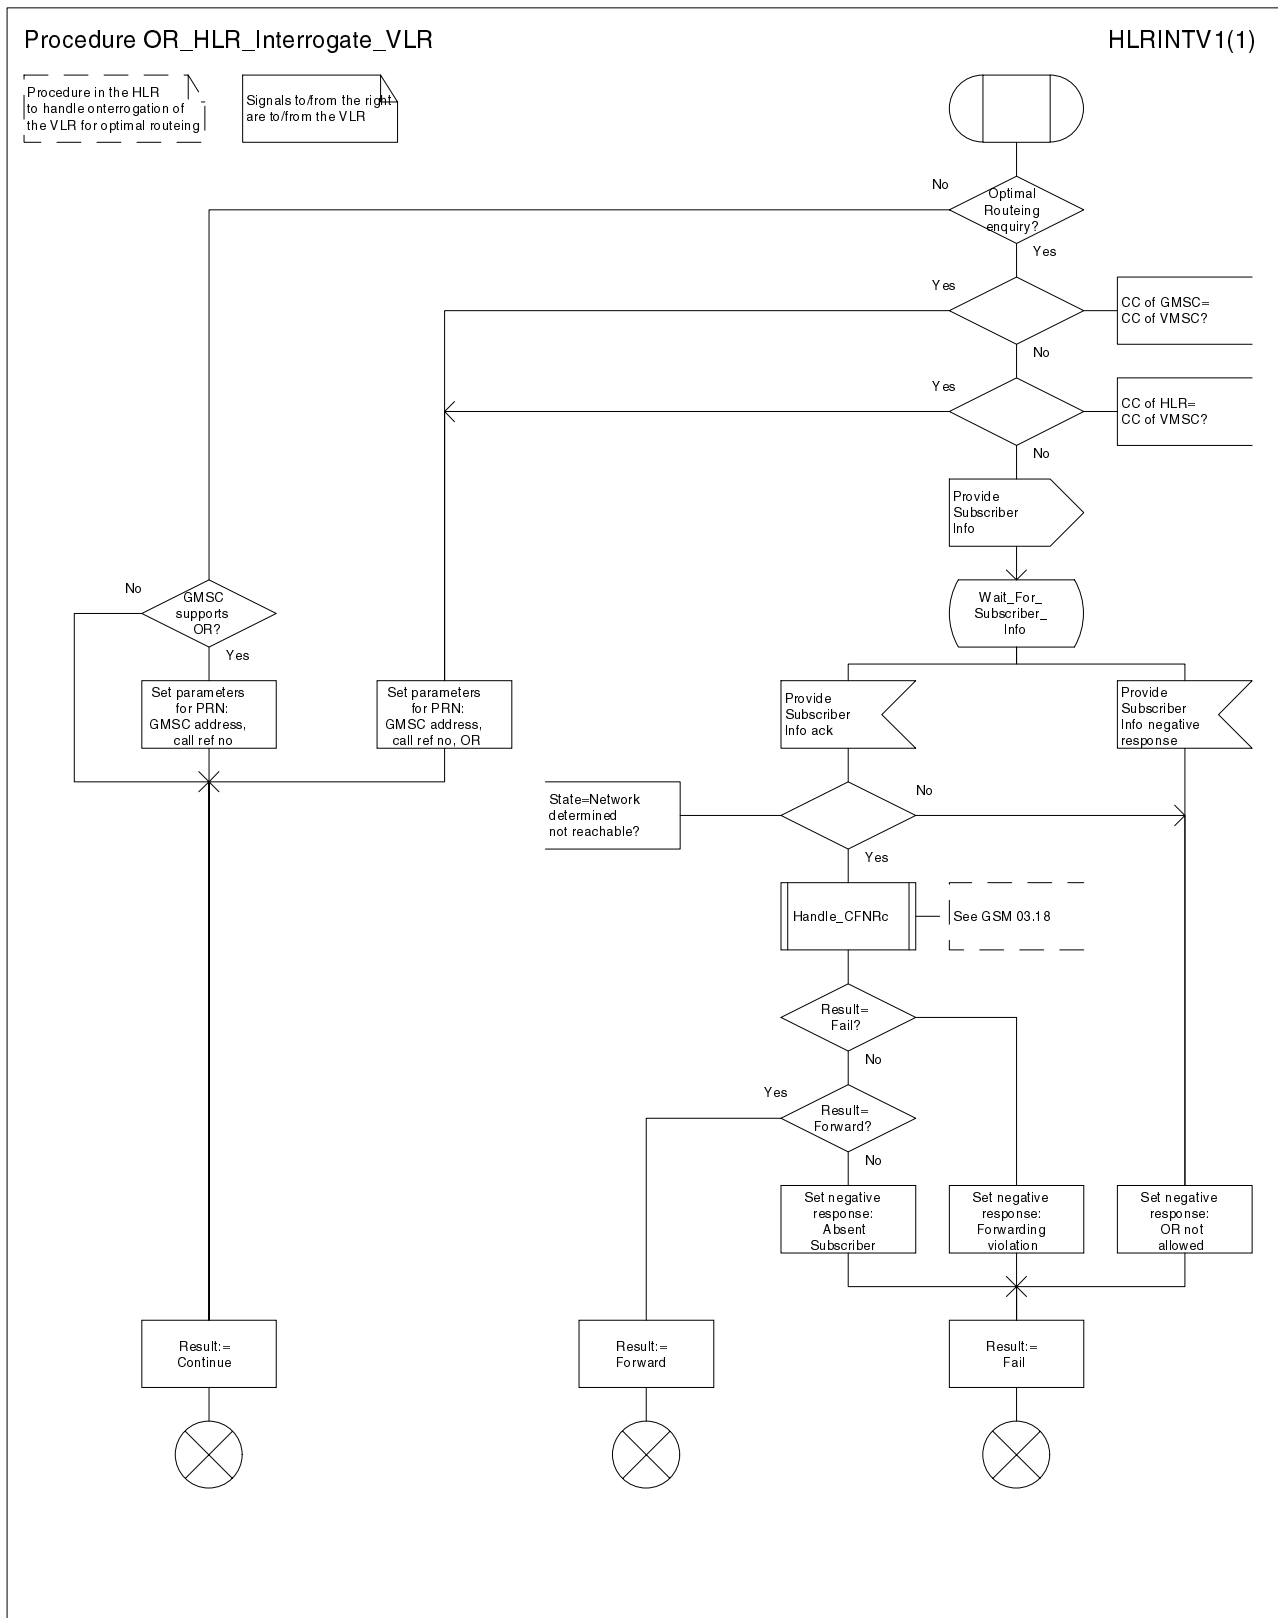 Procedure OR_HLR_Interrogate_VLR
HLRINTV1(1)
Procedure in the HLR
to handle onterrogation of
the VLR for optimal routeing
Signals to/from the right
are to/from the VLR
No
Optimal
Routeing
enquiry?
Yes
Yes
CC of GMSC=
CC of VMSC?
No
Yes
CC of HLR=
CC of VMSC?
No
Provide
Subscriber
Info
Wait_For_
Subscriber_
Info
No
GMSC
supports
OR?
Yes
Set parameters
for PRN:
GMSC address,
call ref no
Set parameters
for PRN:
GMSC address,
call ref no, OR
Provide
Subscriber
Info ack
Provide
Subscriber
Info negative
response
State=Network
determined
not reachable?
No
Yes
Handle_CFNRc
See GSM 03.18
Result=
Fail?
No
Yes
Result=
Forward?
No
Set negative
response:
Absent
Subscriber
Set negative
response:
Forwarding
violation
Set negative
response:
OR not
allowed
Result:=
Continue
Result:=
Forward
Result:=
Fail